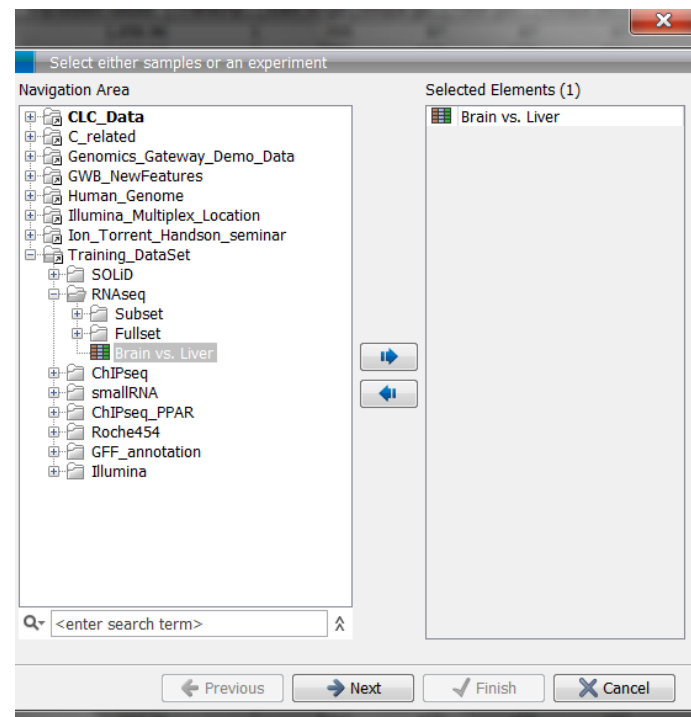 Select either samples or an experiment
Navigation Area
CLC_Data
C_related
Genomics_Gateway_Demo_Data
GWB_NewFeatures
Human_Genome
Illumina_Multiplex_Location
Ion_Torrent_Handson_seminar
Training_DataSet
SOLiD
RNAseq
Subset
Fullset
Brain vs. Liver
ChIPseq
smallRNA
ChIPseq_PPAR
Roche454
GFF_annotation
Illumina
<enter search term>
Selected Elements (1)
Brain vs. Liver
Previous
Next
Finish
Cancel